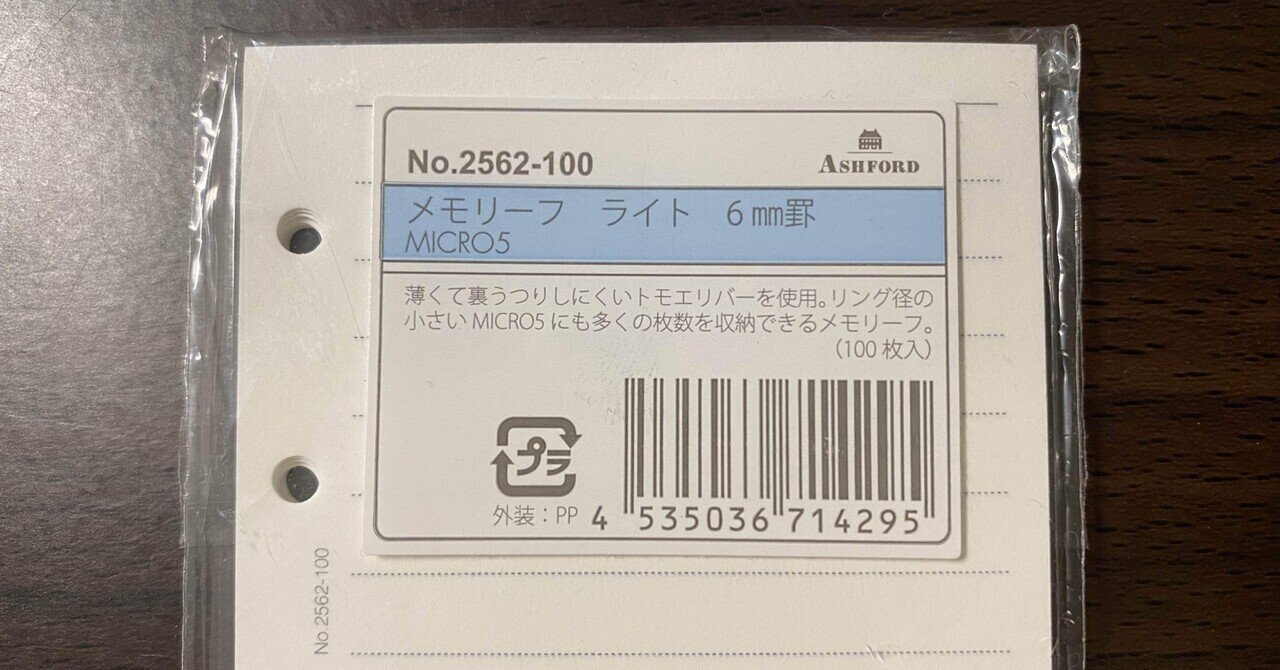 No.2562-100
ASHFORD
メモリーフ　ライト　6㎜罫
MICRO5
薄くて裏うつりしにくいトモエリバーを使用。リング径の
小さいMICRO5にも多くの枚数を収納できるメモリーフ。
（100枚入）
プラ
外装：PP
4 535036 714295
No.2562-100